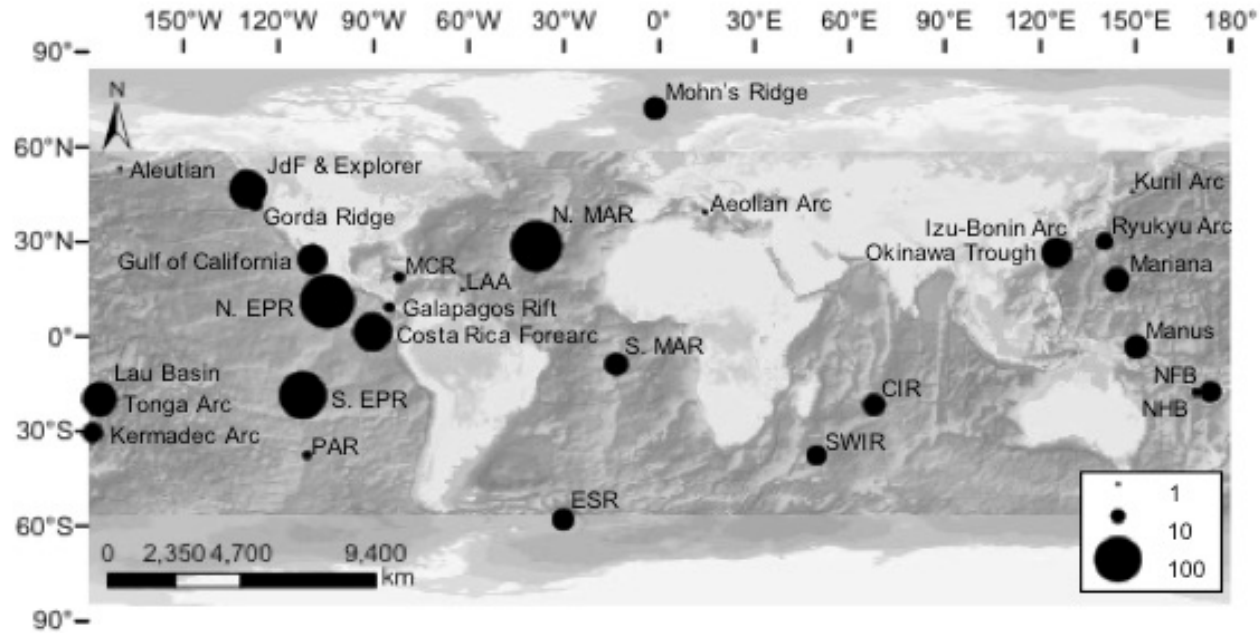 150°W 120°W 90°W 60°W 30°W 0° 30°E 60°E 90°E 120°E 150°E 180°
90°
N
Mohn's Ridge
60°N
Aleutian
JdF & Explorer
Kuril Arc
Gorda Ridge
N. MAR
Aeolian Arc
Izu-Bonin Arc
Ryukyu Arc
30°N
Gulf of California
MCR
Okinawa Trough
Mariana
LAA
N. EPR
Galapagos Rift
0°
Costa Rica Forearc
S. MAR
Manus
Lau Basin
NFB
Tonga Arc
S. EPR
CIR
NHB
30°S
Kermadec Arc
PAR
SWIR
ESR
60°S
1
10
100
0 2,350 4,700 9,400
km
90°